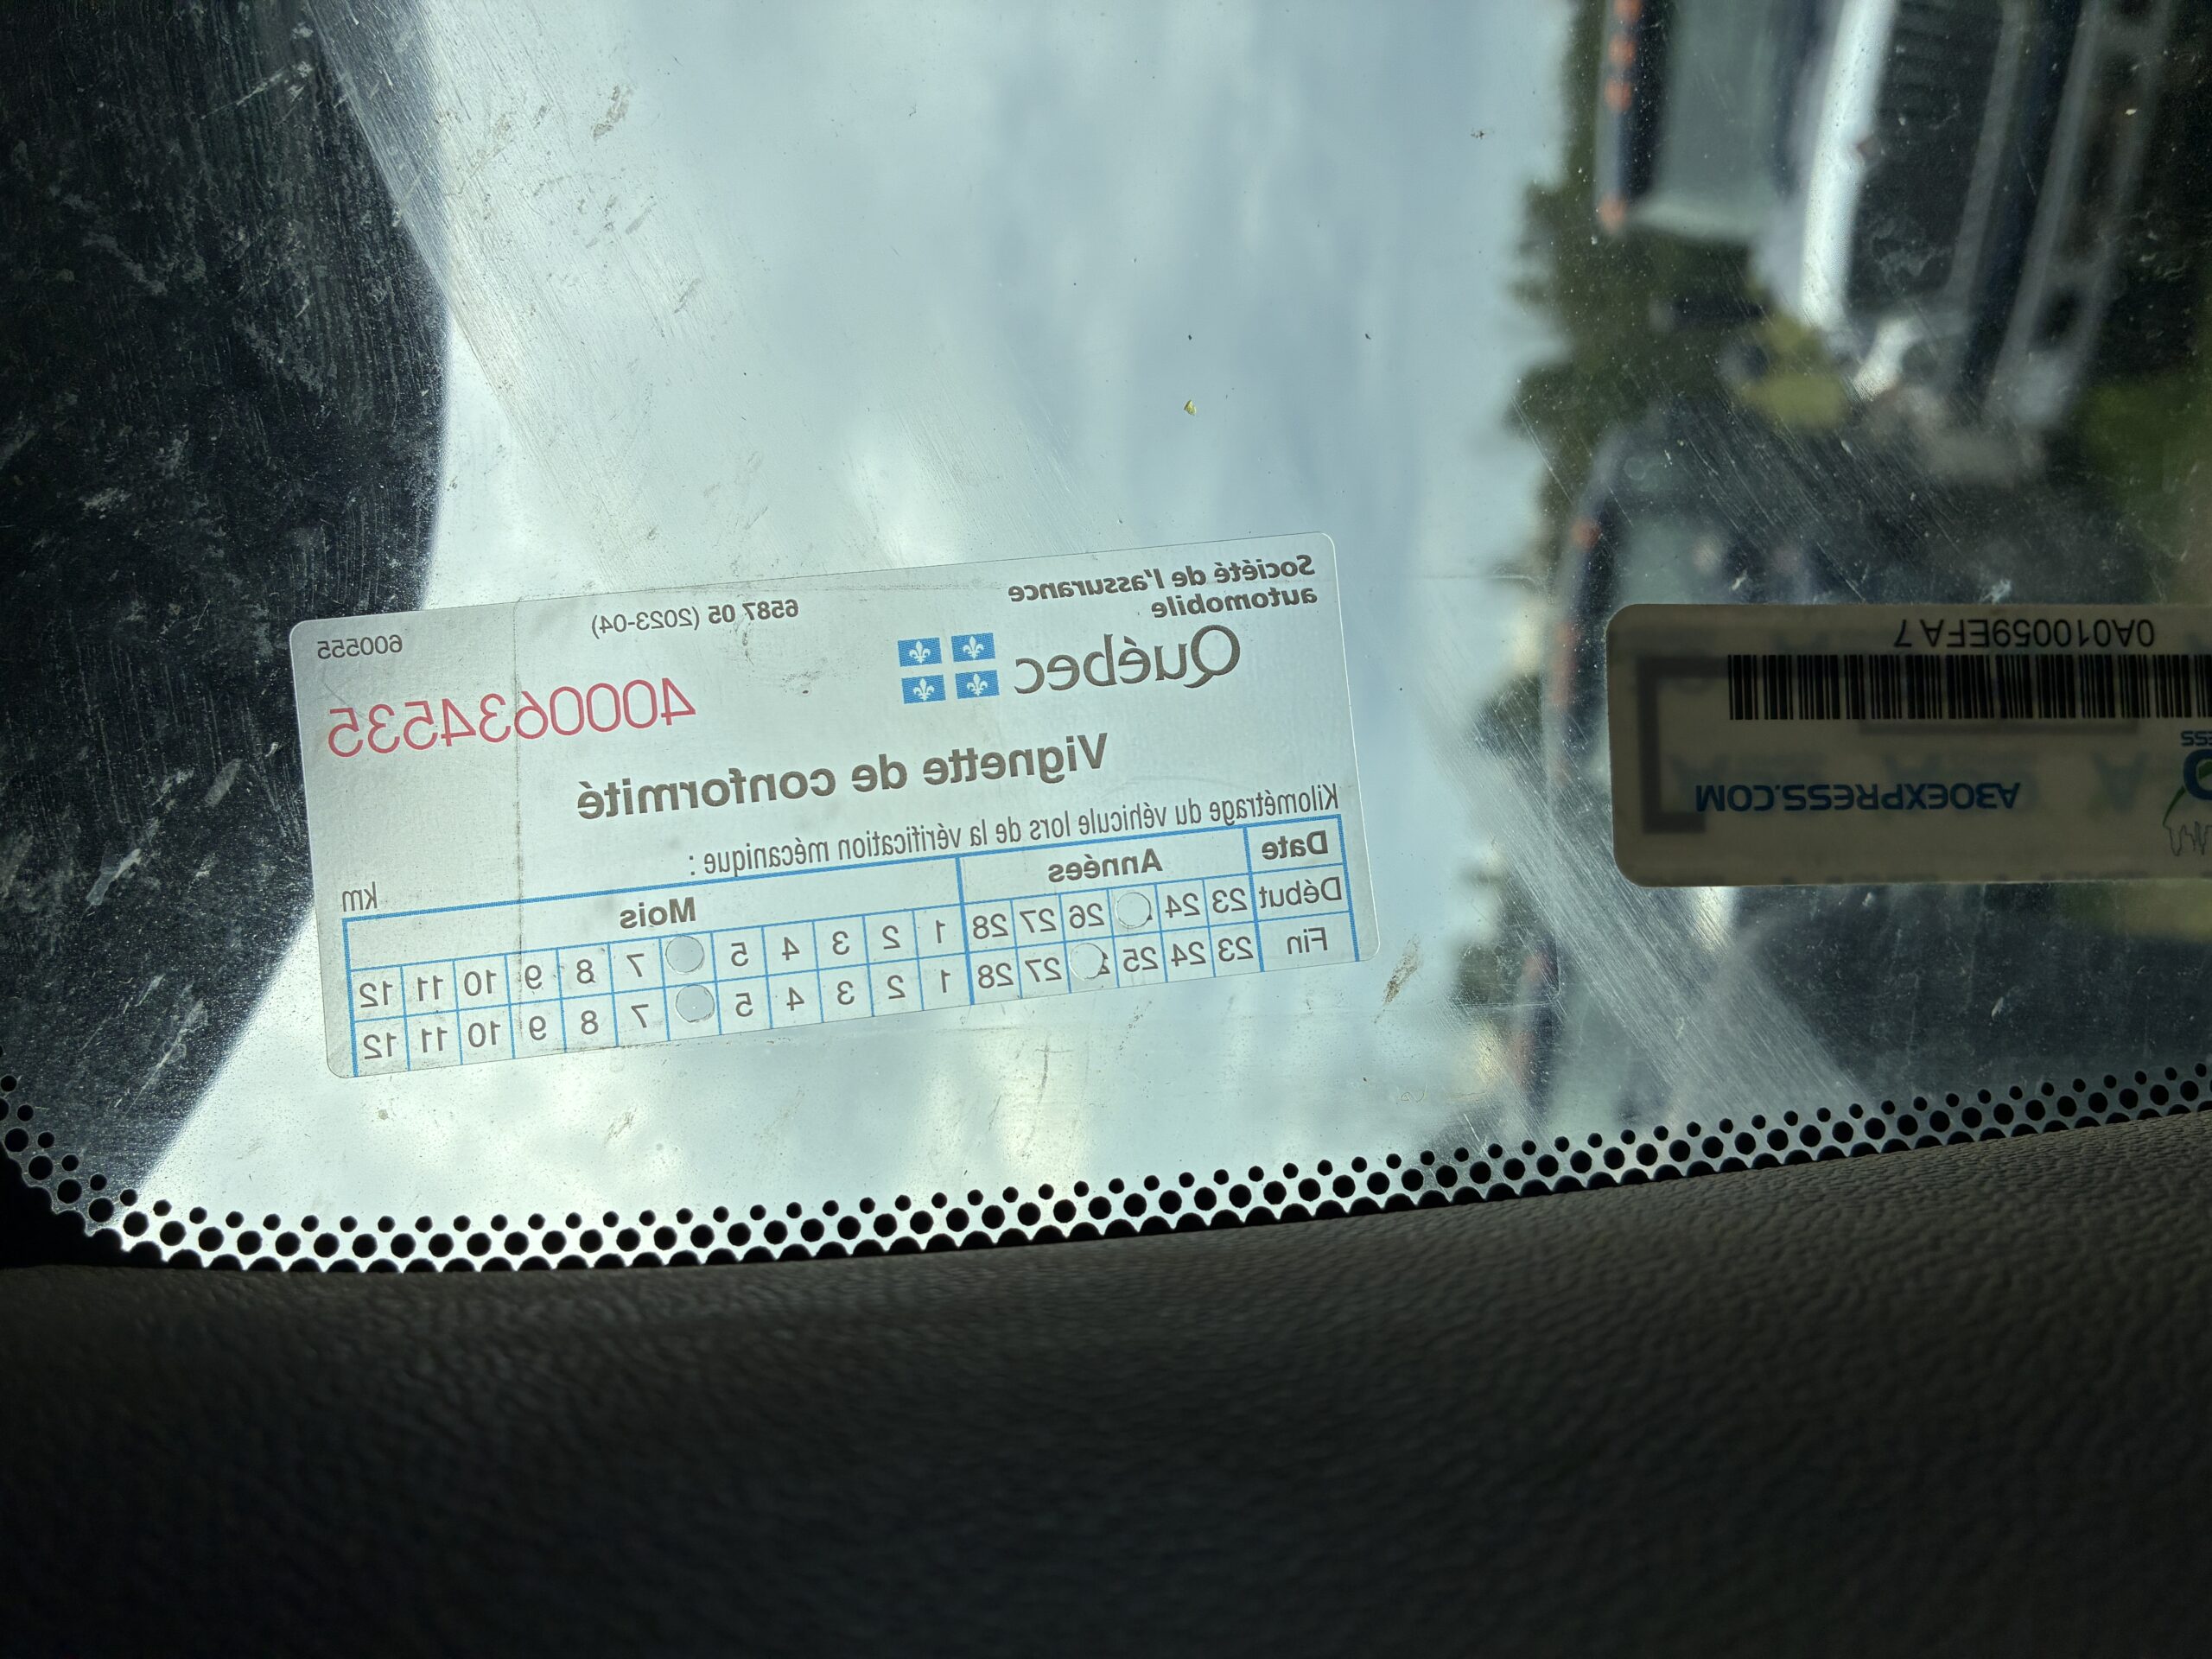 Société de l'assurance
automobile
Québec
6587 05 (2023-04)
600555
400634535
Vignette de conformité
Kilométrage du véhicule lors de la vérification mécanique :
km
Date Années Mois
Début 23 24 26 27 28 1 2 3 4 5 7 8 9 10 11 12
Fin 23 24 25 27 28 1 2 3 4 5 7 8 9 10 11 12
A30EXPRESS.COM
0A010059EFA7